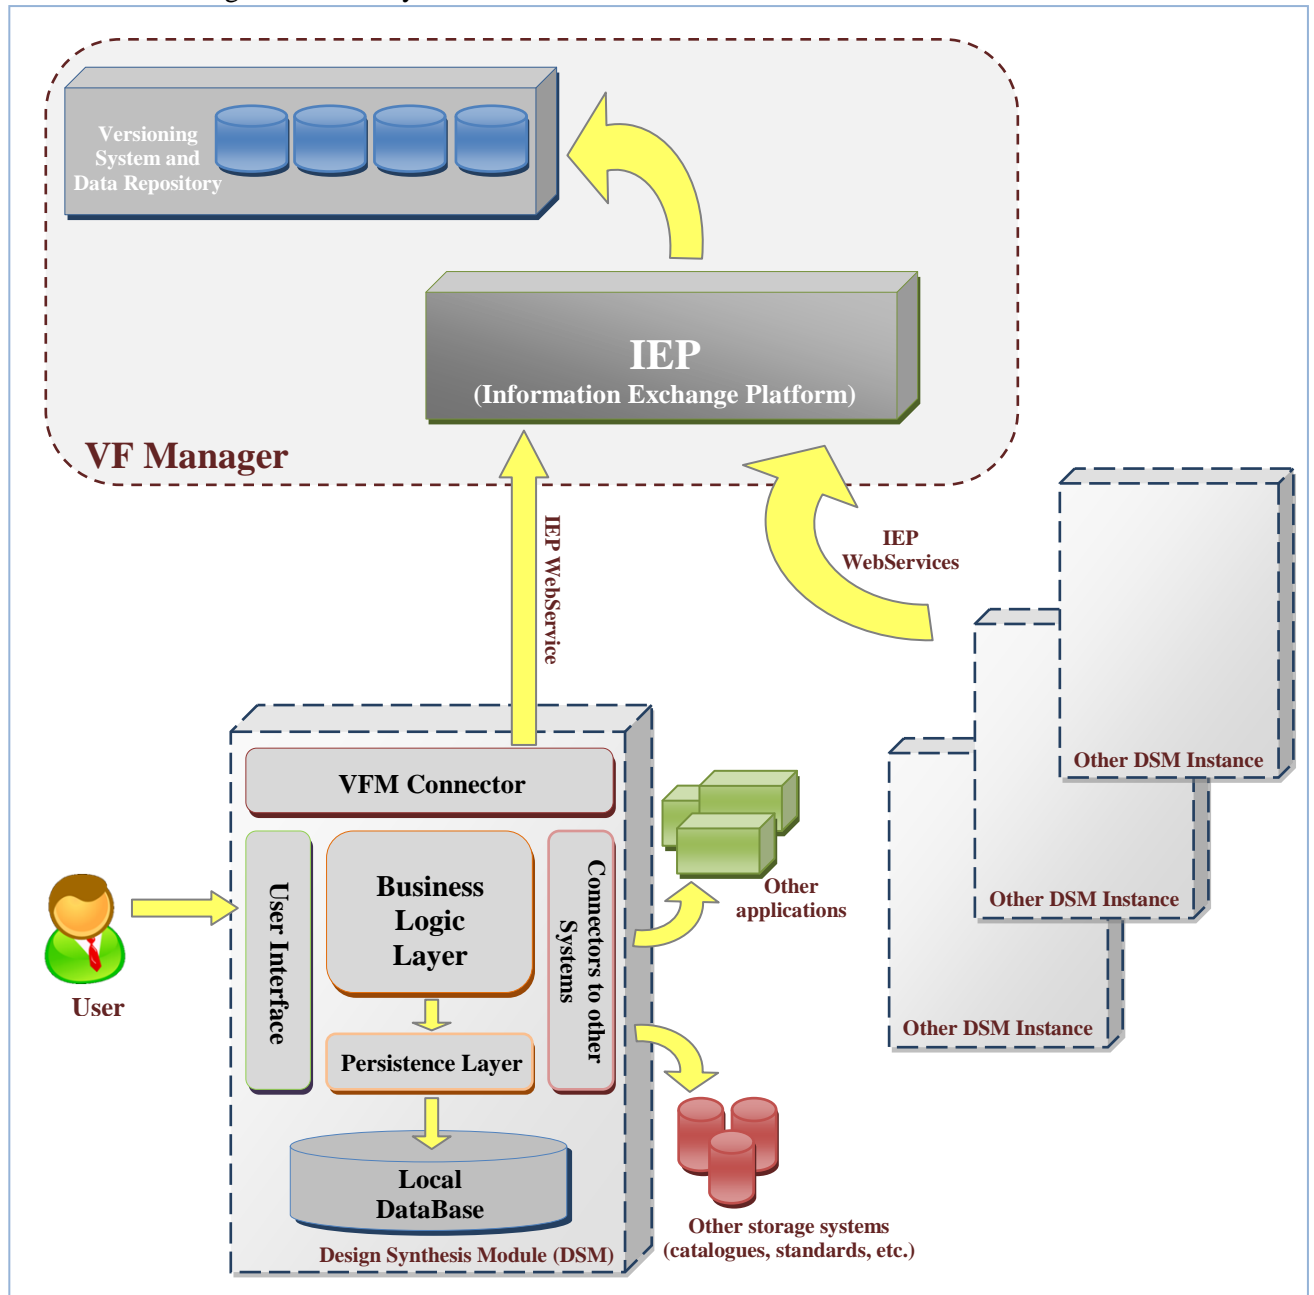 Versioning
System and
Data Repository
IEP
(Information Exchange Platform)
VF Manager
IEP WebService
IEP
WebServices
Other DSM Instance
Other DSM Instance
Other DSM Instance
VFM Connector
User Interface
Business
Logic
Layer
Connectors to other
Systems
Persistence Layer
Local
DataBase
Design Synthesis Module (DSM)
User
Other
applications
Other storage systems
(catalogues, standards, etc.)